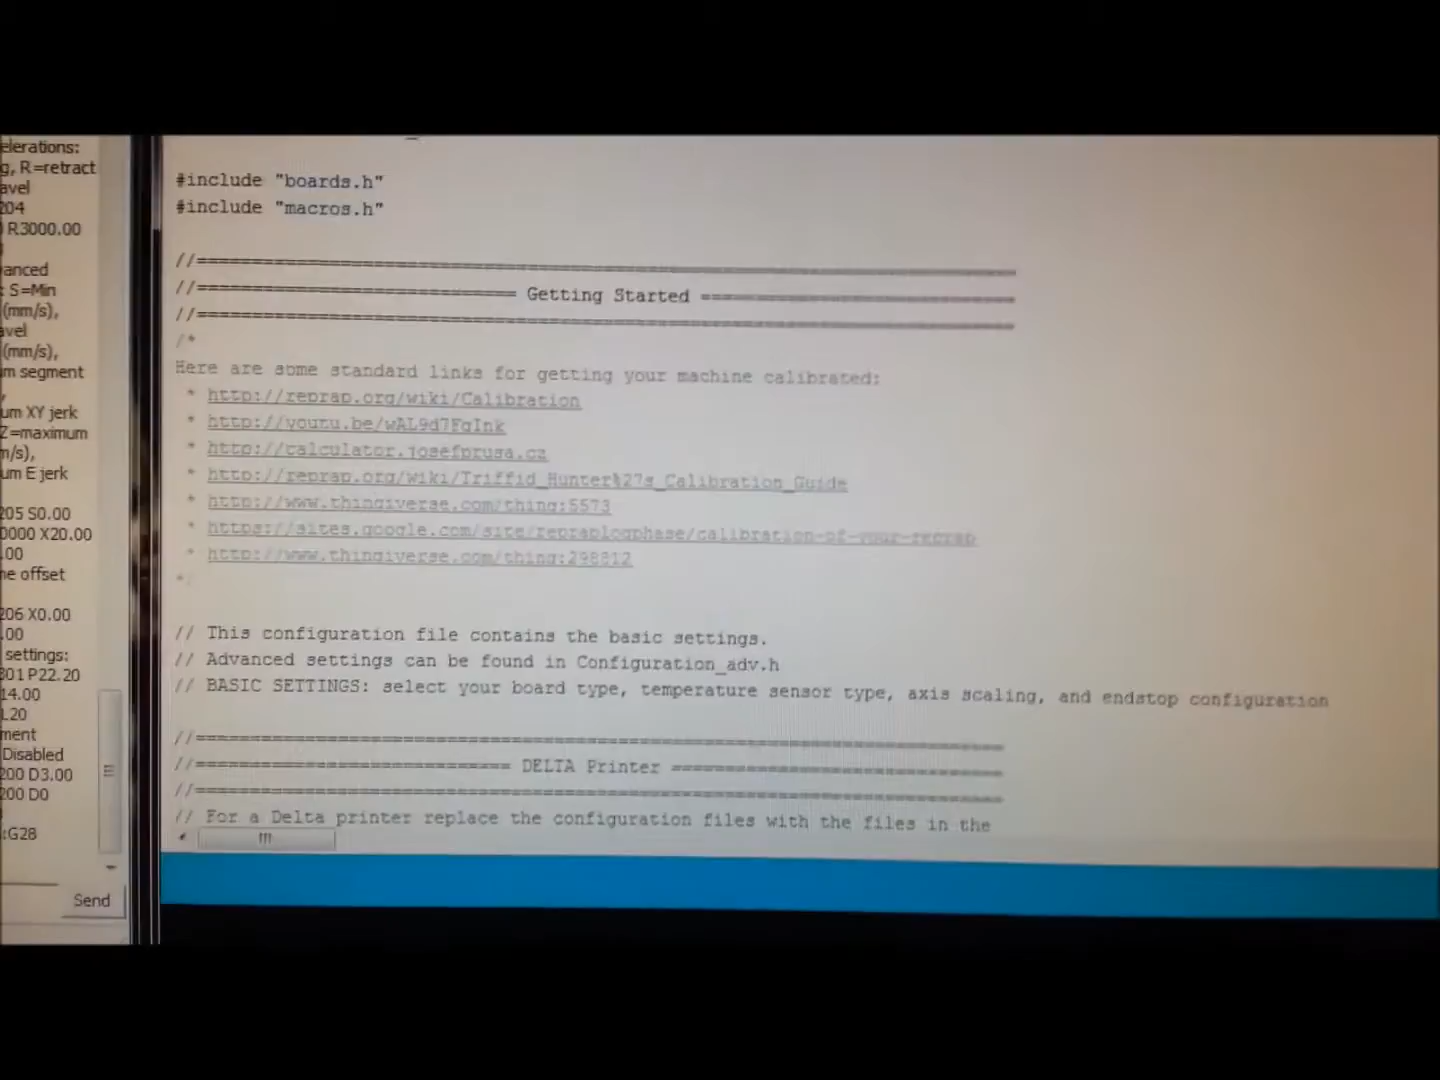 elerations:
g, R=retract
avel
204
R3000.00
anced
: S=Min
(mm/s),
avel
(mm/s),
um segment
um XY jerk
Z=maximum
m/s),
um E jerk
205 S0.00
0000 X20.00
.00
me offset
206 X0.00
.00
settings:
301 P22.20
14.00
L20
ment
Disabled
200 D3.00
200 D0
:G28
Send
#include "boards.h"
#include "macros.h"
//===========================================================================
//============================= Getting Started =============================
//===========================================================================
/*
Here are some standard links for getting your machine calibrated:
* http://reprap.org/wiki/Calibration
* http://youtu.be/wAL9d7FgInk
* http://calculator.josefprusa.cz
* http://reprap.org/wiki/Triffid_Hunter%27s_Calibration_Guide
* http://www.thingiverse.com/thing:5573
* https://sites.google.com/site/repraplogphase/calibration-of-your-reprap
* http://www.thingiverse.com/thing:298812
*/
// This configuration file contains the basic settings.
// Advanced settings can be found in Configuration_adv.h
// BASIC SETTINGS: select your board type, temperature sensor type, axis scaling, and endstop configuration
//===========================================================================
//============================= DELTA Printer ===============================
//===========================================================================
// For a Delta printer replace the configuration files with the files in the